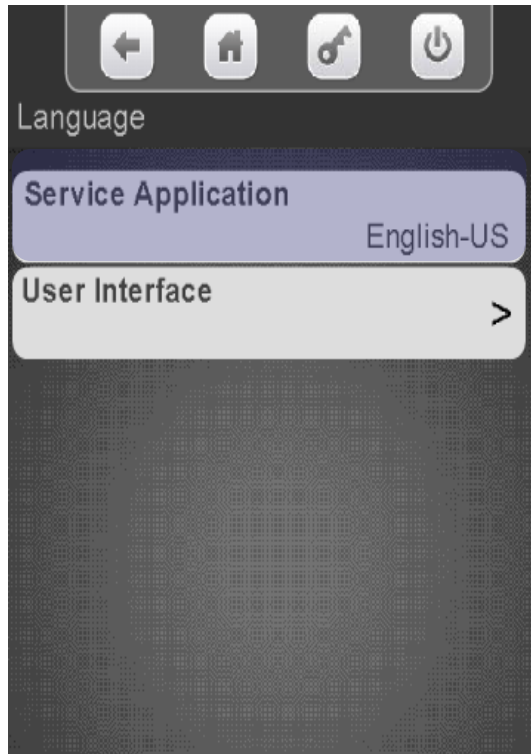 Language
Service Application
English-US
User Interface
>